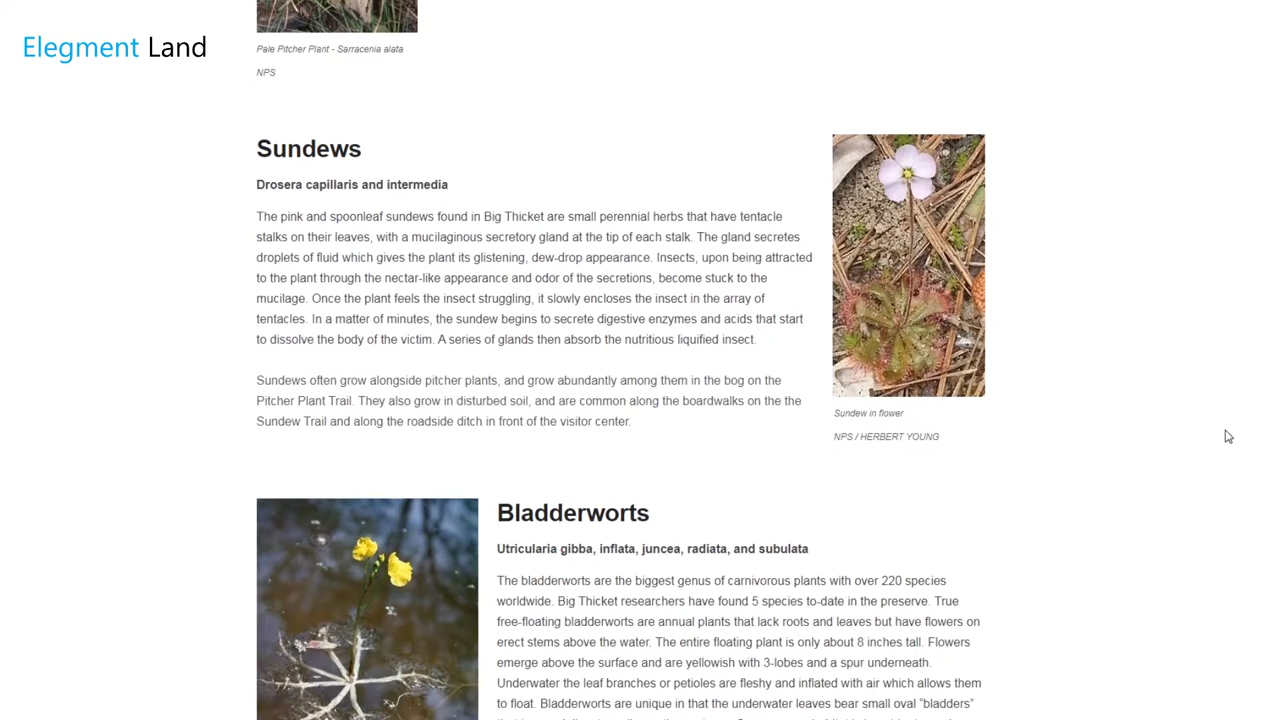 Elegment Land
Pale Pitcher Plant - Sarracenia alata
NPS
Sundews
Drosera capillaris and intermedia
The pink and spoonleaf sundews found in Big Thicket are small perennial herbs that have tentacle
stalks on their leaves, with a mucilaginous secretory gland at the tip of each stalk. The gland secretes
droplets of fluid which gives the plant its glistening, dew-drop appearance. Insects, upon being attracted
to the plant through the nectar-like appearance and odor of the secretions, become stuck to the
mucilage. Once the plant feels the insect struggling, it slowly encloses the insect in the array of
tentacles. In a matter of minutes, the sundew begins to secrete digestive enzymes and acids that start
to dissolve the body of the victim. A series of glands then absorb the nutritious liquified insect.
Sundews often grow alongside pitcher plants, and grow abundantly among them in the bog on the
Pitcher Plant Trail. They also grow in disturbed soil, and are common along the boardwalks on the the
Sundew Trail and along the roadside ditch in front of the visitor center.
Sundew in flower
NPS / HERBERT YOUNG
Bladderworts
Utricularia gibba, inflata, juncea, radiata, and subulata
The bladderworts are the biggest genus of carnivorous plants with over 220 species
worldwide. Big Thicket researchers have found 5 species to-date in the preserve. True
free-floating bladderworts are annual plants that lack roots and leaves but have flowers on
erect stems above the water. The entire floating plant is only about 8 inches tall. Flowers
emerge above the surface and are yellowish with 3-lobes and a spur underneath.
Underwater the leaf branches or petioles are fleshy and inflated with air which allows them
to float. Bladderworts are unique in that the underwater leaves bear small oval "bladders"